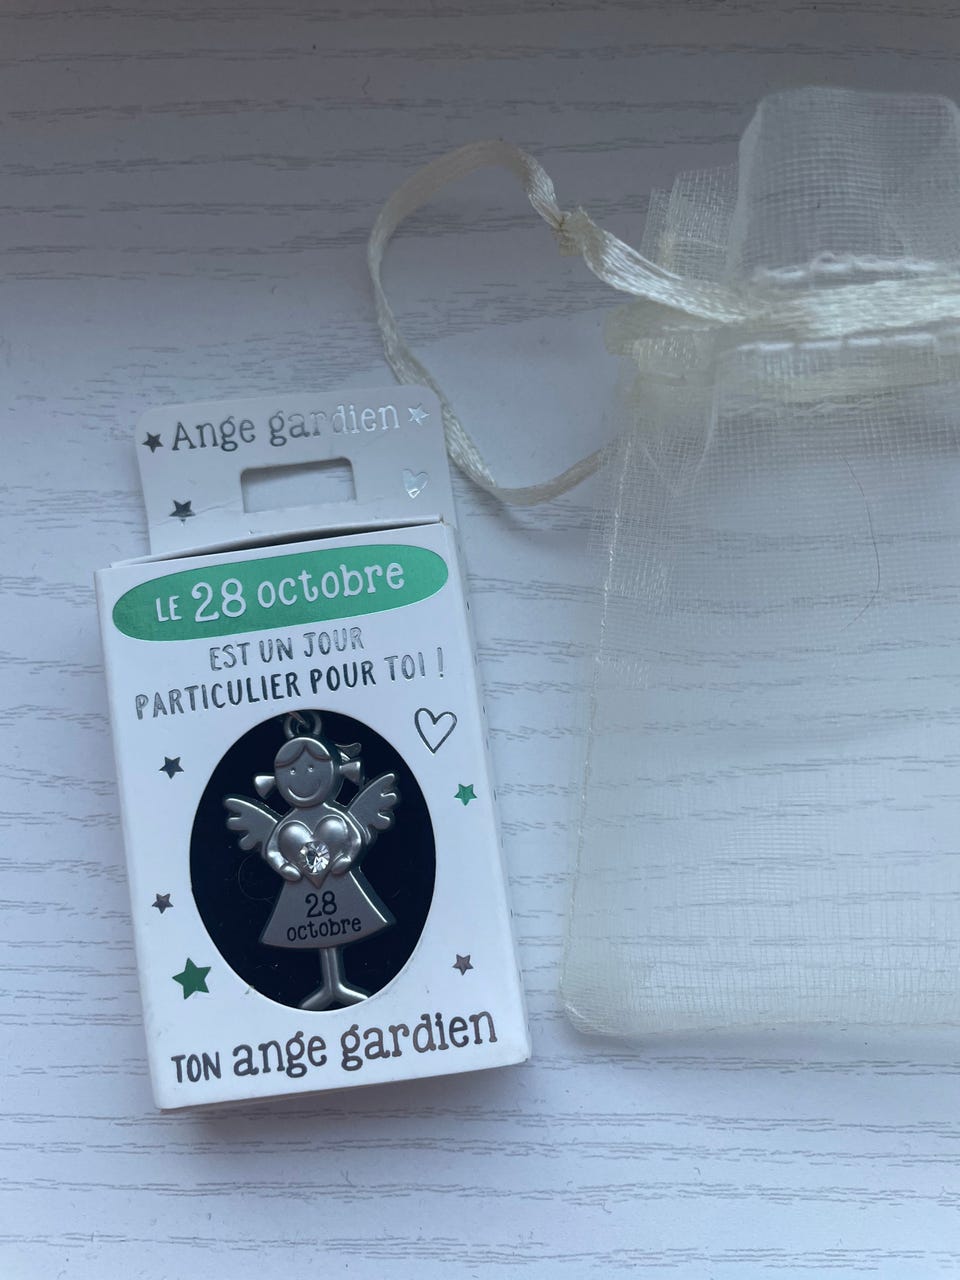 Ange gardien
LE 28 octobre
EST UN JOUR
PARTICULIER POUR TOI !
28
octobre
TON ange gardien